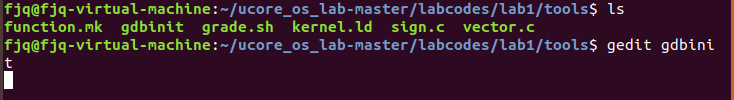 fjq@fjq-virtual-machine:~/ucore_os_lab-master/labcodes/lab1/tools$ ls
function.mk gdbinit grade.sh kernel.ld sign.c vector.c
fjq@fjq-virtual-machine:~/ucore_os_lab-master/labcodes/lab1/tools$ gedit gdbini
t